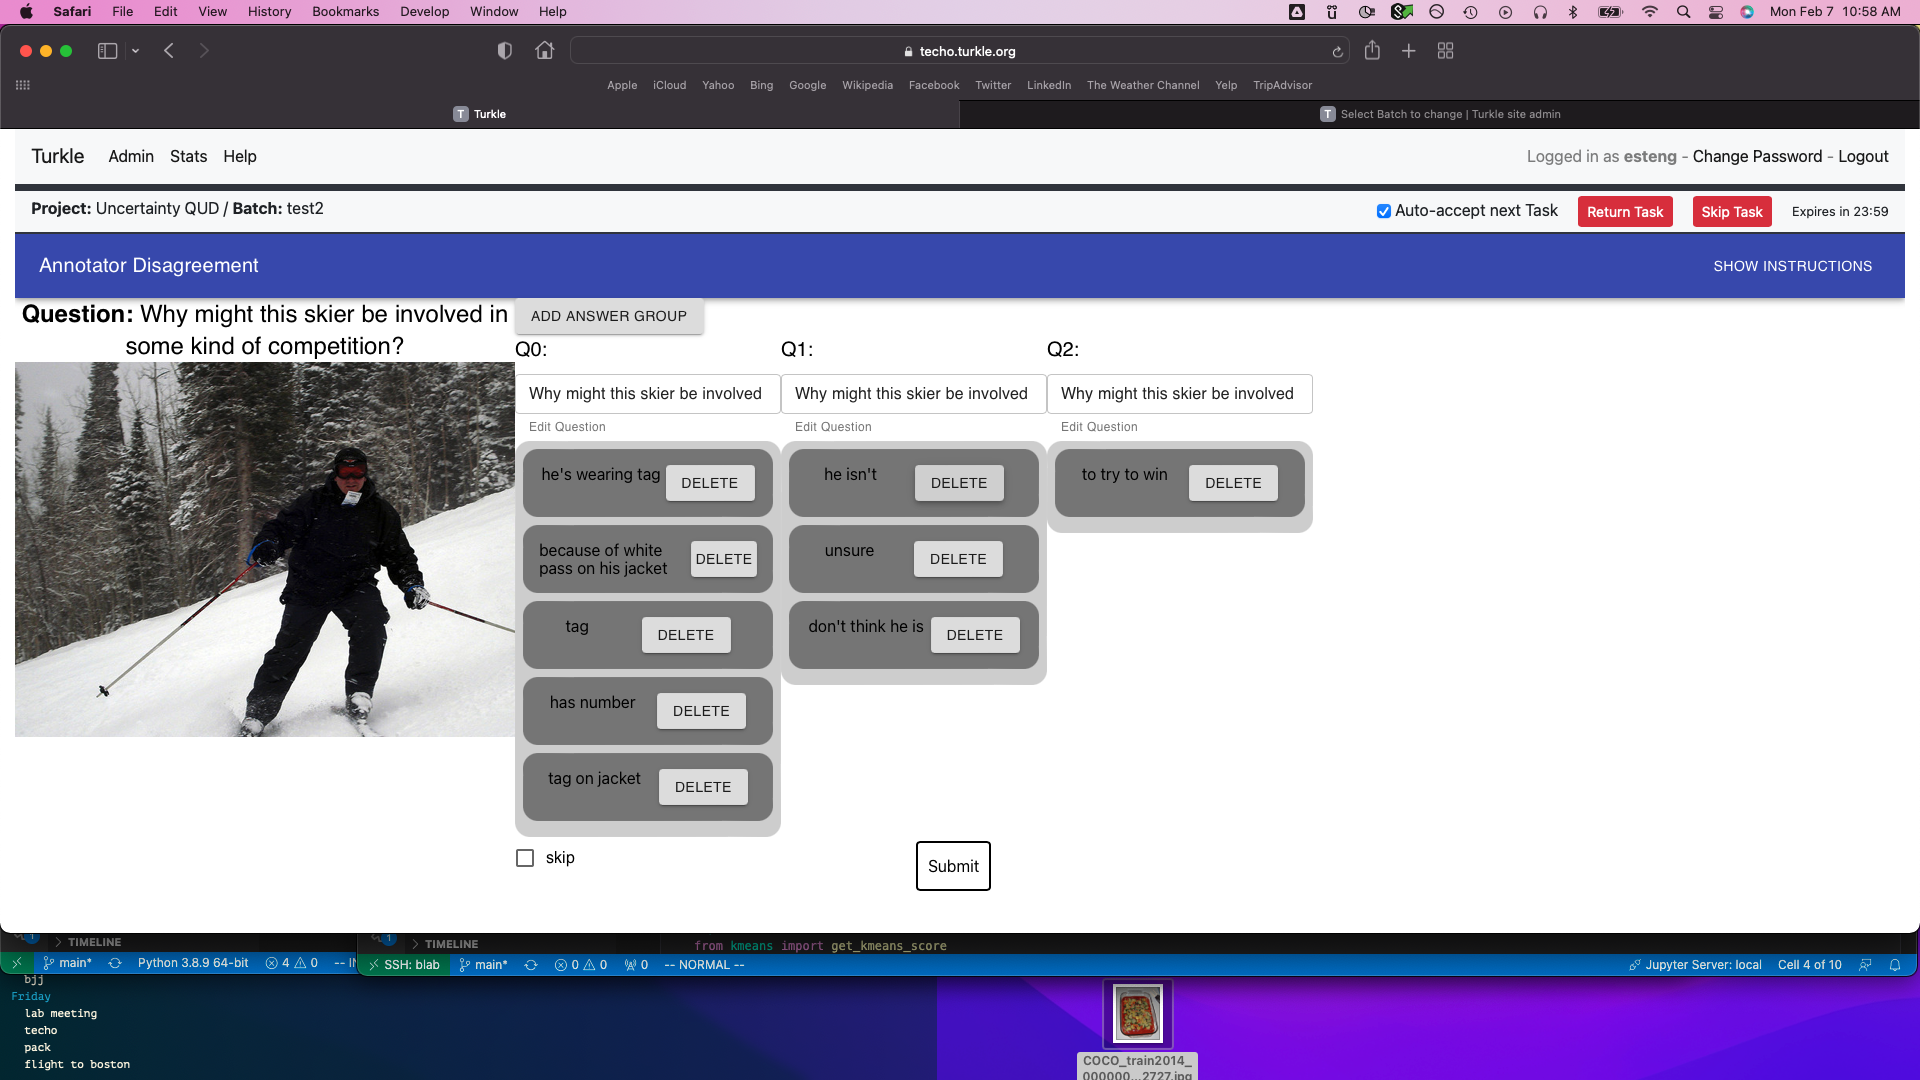 Safari File Edit View History Bookmarks Develop Window Help
Mon Feb 7 10:58 AM
techo.turkle.org
Apple iCloud Yahoo Bing Google Wikipedia Facebook Twitter LinkedIn The Weather Channel Yelp TripAdvisor
T Turkle
T Select Batch to change | Turkle site admin
Turkle Admin Stats Help
Logged in as esteng - Change Password - Logout
Project: Uncertainty QUD / Batch: test2
Auto-accept next Task Return Task Skip Task Expires in 23:59
Annotator Disagreement
SHOW INSTRUCTIONS
Question: Why might this skier be involved in
some kind of competition?
ADD ANSWER GROUP
Q0:
Why might this skier be involved
Edit Question
he's wearing tag DELETE
because of white
pass on his jacket DELETE
tag DELETE
has number DELETE
tag on jacket DELETE
Q1:
Why might this skier be involved
Edit Question
he isn't DELETE
unsure DELETE
don't think he is DELETE
Q2:
Why might this skier be involved
Edit Question
to try to win DELETE
skip
Submit
1 TIMELINE
1 TIMELINE
from kmeans import get_kmeans_score
main* Python 3.8.9 64-bit 4 0 -- IN
SSH: blab main* 0 0 0 -- NORMAL --
Jupyter Server: local Cell 4 of 10
bjj
Friday
lab meeting
techo
pack
flight to boston
COCO_train2014_
000000...2727.jpg